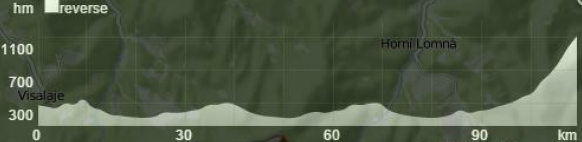 hm reverse
1100
Horní Lomná
700
Visalaje
300
0 30 60 90 km